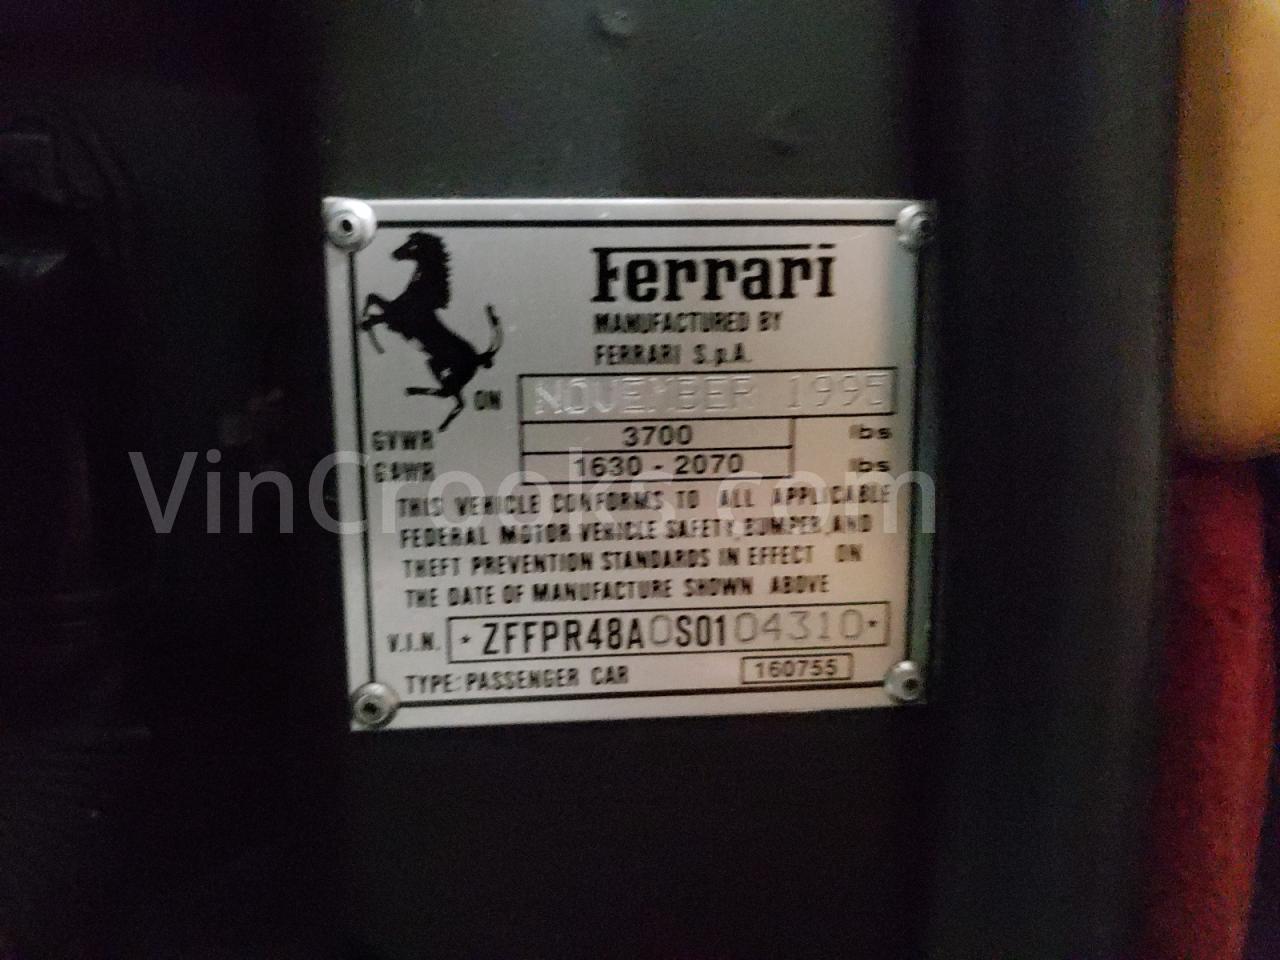 Ferrari
MANUFACTURED BY
FERRARI S.p.A.
ON NOVEMBER 1995
GVWR 3700 lbs
GAWR 1630 - 2070 lbs
VinCrooks.com
THIS VEHICLE CONFORMS TO ALL APPLICABLE
FEDERAL MOTOR VEHICLE SAFETY, BUMPER, AND
THEFT PREVENTION STANDARDS IN EFFECT ON
THE DATE OF MANUFACTURE SHOWN ABOVE
V.I.N. * ZFFPR48A0S0104310 *
TYPE: PASSENGER CAR 160755